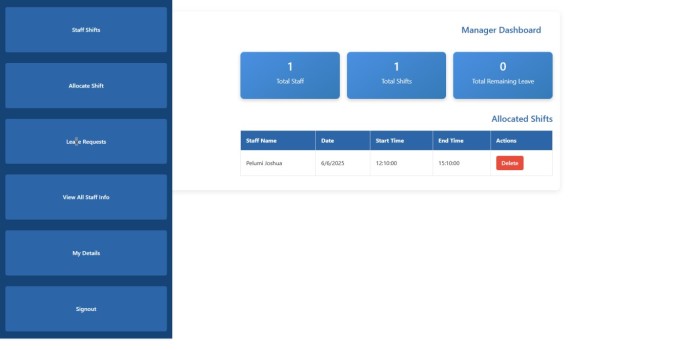 Staff Shifts
Allocate Shift
Leave Requests
View All Staff Info
My Details
Signout
Manager Dashboard
1
Total Staff
1
Total Shifts
0
Total Remaining Leave
Allocated Shifts
Staff Name Date Start Time End Time Actions
Pelumi Joshua 6/6/2025 12:10:00 15:10:00 Delete